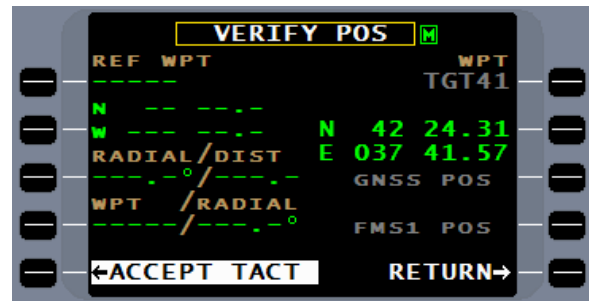 VERIFY POS M
REF WPT WPT
----- TGT41
N -- --.-
W --- --.- N 42 24.31
RADIAL/DIST E 037 41.57
---.-°/---.- GNSS POS
WPT /RADIAL
-----/---.-° FMS1 POS
←ACCEPT TACT RETURN→